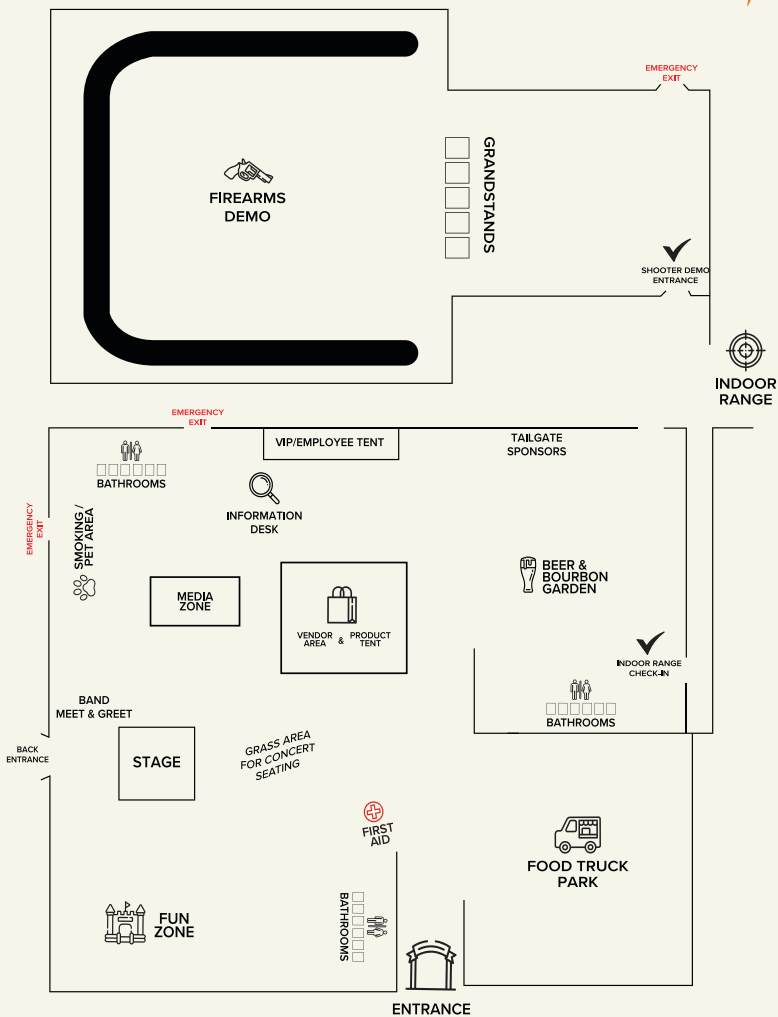 EMERGENCY
EXIT
FIREARMS
DEMO
GRANDSTANDS
SHOOTER DEMO
ENTRANCE
INDOOR
RANGE
EMERGENCY
EXIT
VIP/EMPLOYEE TENT
TAILGATE
SPONSORS
BATHROOMS
INFORMATION
DESK
EMERGENCY
EXIT
SMOKING /
PET AREA
MEDIA
ZONE
VENDOR
AREA
&
PRODUCT
TENT
BEER &
BOURBON
GARDEN
INDOOR RANGE
CHECK-IN
BATHROOMS
BAND
MEET & GREET
BACK
ENTRANCE
STAGE
GRASS AREA
FOR CONCERT
SEATING
FIRST
AID
FOOD TRUCK
PARK
FUN
ZONE
BATHROOMS
ENTRANCE